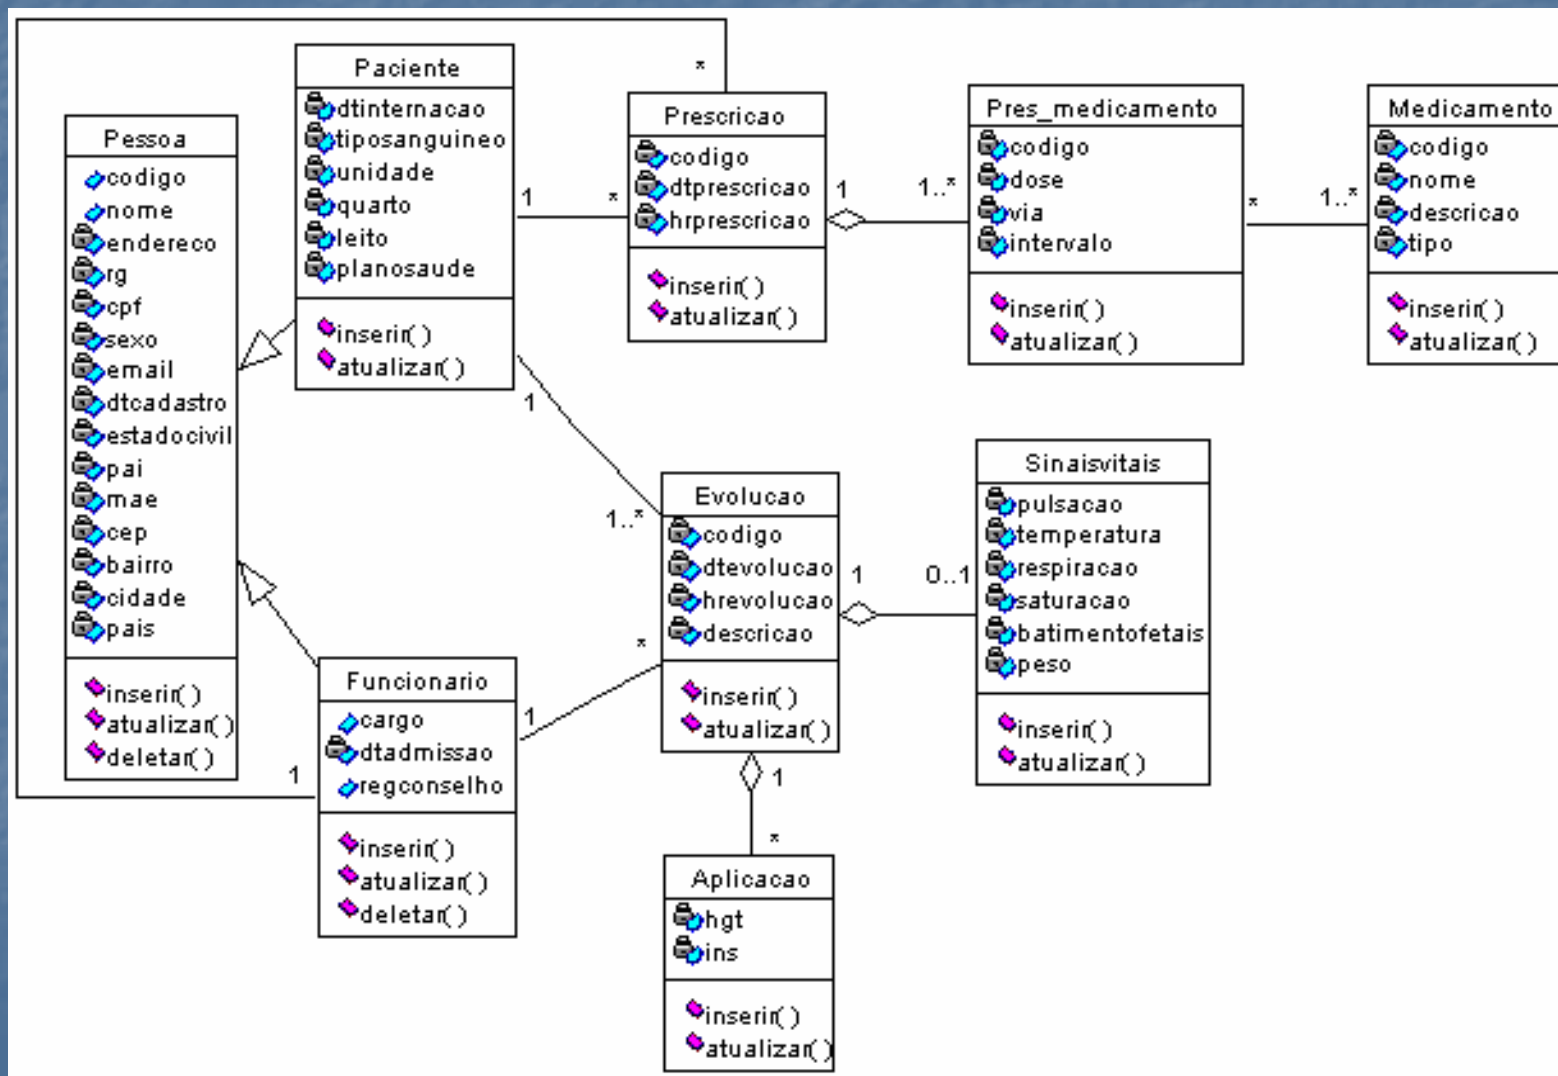 Pessoa
codigo
nome
endereco
rg
cpf
sexo
email
dtcadastro
estadocivil
pai
mae
cep
bairro
cidade
pais
inserir( )
atualizar( )
deletar( )
Paciente
dtinternacao
tiposanguineo
unidade
quarto
leito
planosaude
inserir( )
atualizar( )
1
*
*
Prescricao
codigo
dtprescricao
hrprescricao
inserir( )
atualizar( )
1
1..*
Pres_medicamento
codigo
dose
via
intervalo
inserir( )
atualizar( )
*
1..*
Medicamento
codigo
nome
descricao
tipo
inserir( )
atualizar( )
1
1..*
Evolucao
codigo
dtevolucao
hrevolucao
descricao
inserir( )
atualizar( )
1
0..1
Sinaisvitais
pulsacao
temperatura
respiracao
saturacao
batimentofetais
peso
inserir( )
atualizar( )
1
Funcionario
cargo
dtadmissao
regconselho
inserir( )
atualizar( )
deletar( )
1
*
1
*
Aplicacao
hgt
ins
inserir( )
atualizar( )